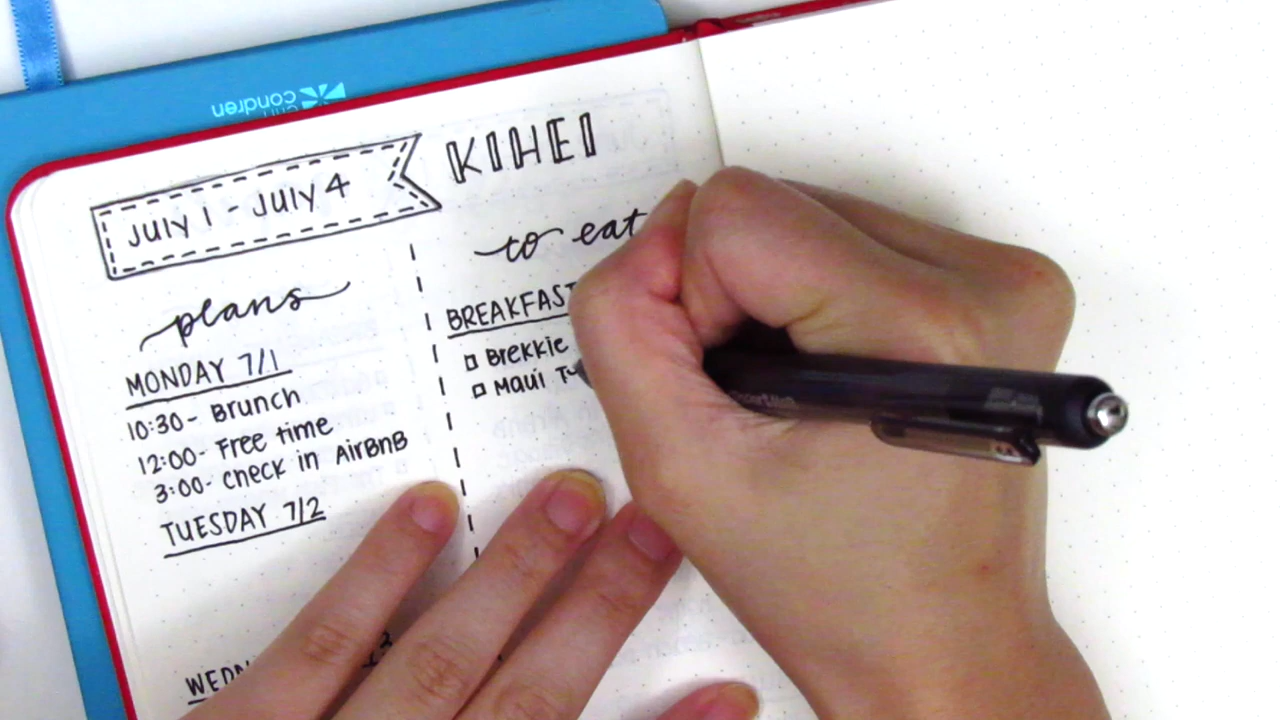 erin
condren
JULY 1 - JULY 4
KIHEI
plans
MONDAY 7/1
10:30- Brunch
12:00- Free time
3:00- check in AirBnB
TUESDAY 7/2
to eat
BREAKFAST
Brekkie
Maui